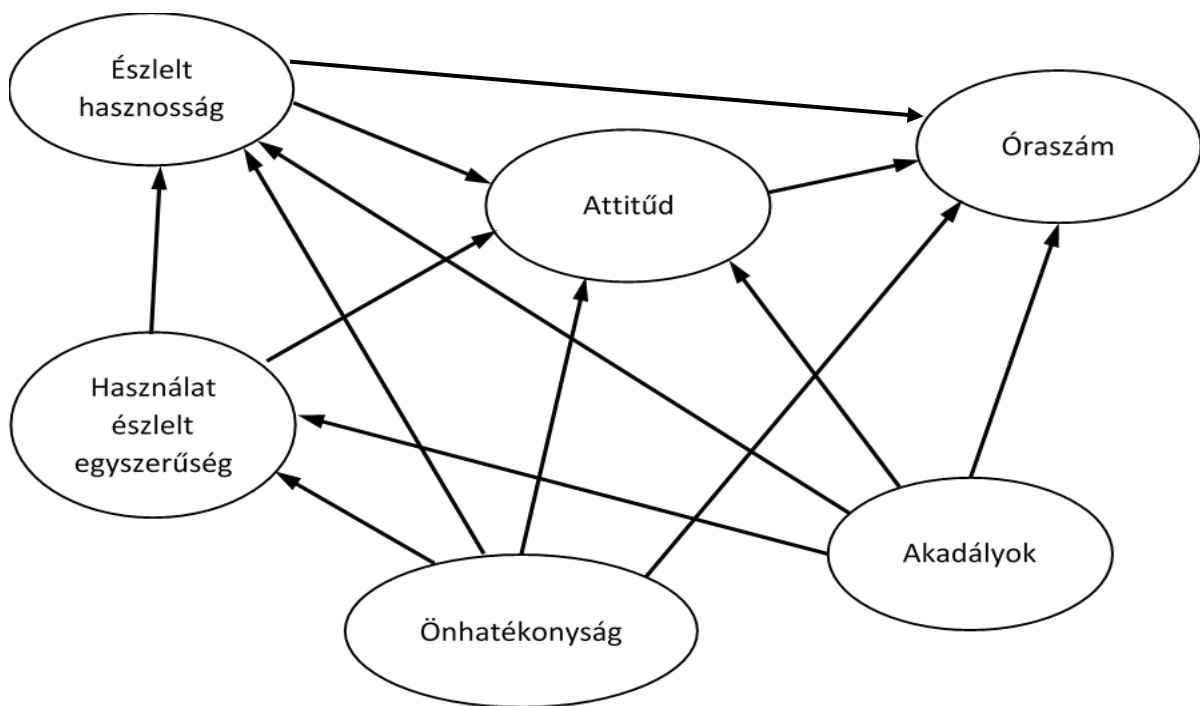 Észlelt
hasznosság
Óraszám
Attitűd
Használat
észlelt
egyszerűség
Akadályok
Önhatékonyság